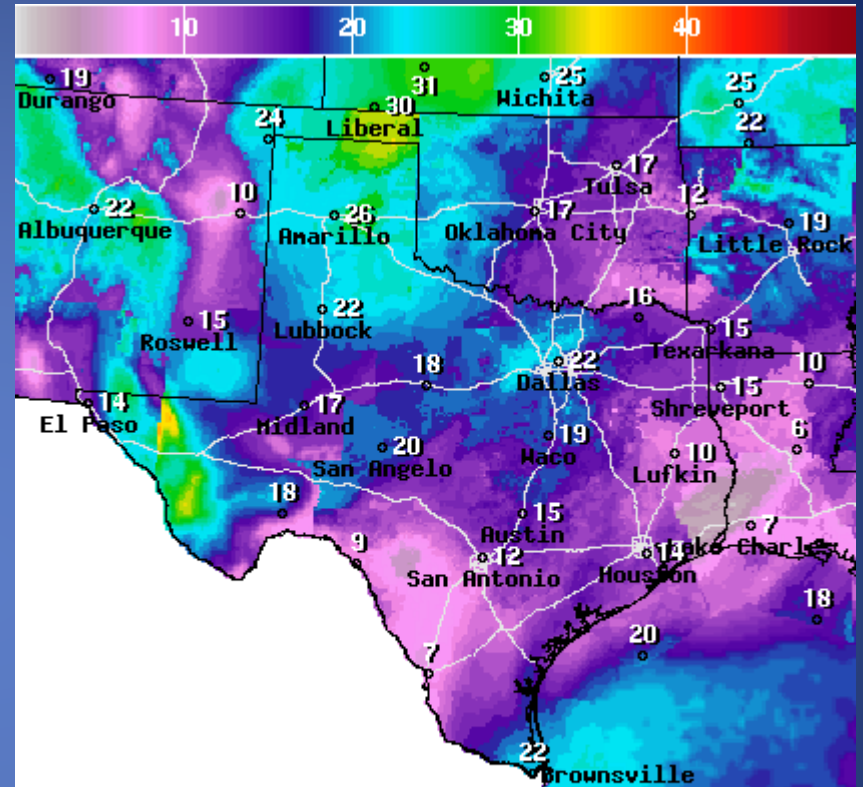 10 20 30 40
19
Durango
31
25
Wichita
25
30
Liberal
24
22
17
Tulsa
22
Albuquerque
10
26
Amarillo
17
Oklahoma City
12
19
Little Rock
15
Roswell
22
Lubbock
16
15
Texarkana
18
22
Dallas
10
14
El Paso
17
Midland
15
Shreveport
20
San Angelo
19
Waco
10
Lufkin
6
18
15
Austin
7
9
12
San Antonio
14
Houston
Lake Charles
18
20
7
22
Brownsville